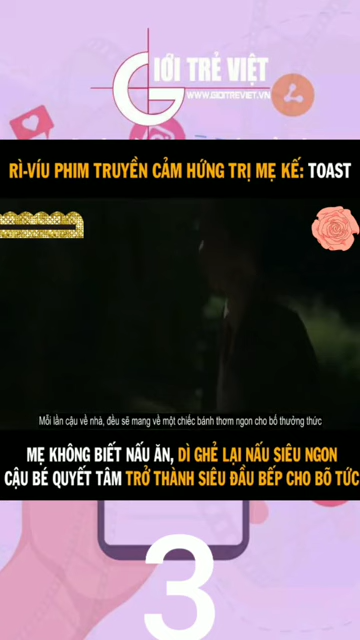 GIỚI TRẺ VIỆT
WWW.GIOITREVIET.VN
RÌ-VÍU PHIM TRUYỀN CẢM HỨNG TRỊ MẸ KẾ: TOAST
Mỗi lần cậu về nhà, đều sẽ mang về một chiếc bánh thơm ngon cho bố thưởng thức
MẸ KHÔNG BIẾT NẤU ĂN, DÌ GHẺ LẠI NẤU SIÊU NGON
CẬU BÉ QUYẾT TÂM TRỞ THÀNH SIÊU ĐẦU BẾP CHO BÕ TỨC
3